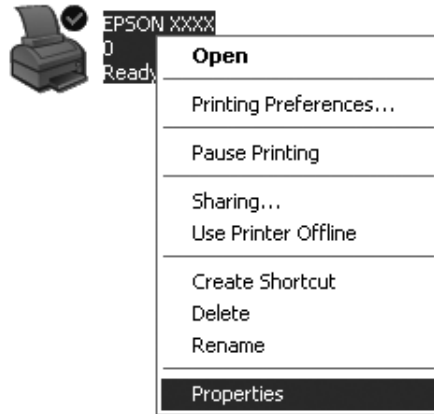 EPSON XXXX
0
Ready
Open
Printing Preferences...
Pause Printing
Sharing...
Use Printer Offline
Create Shortcut
Delete
Rename
Properties